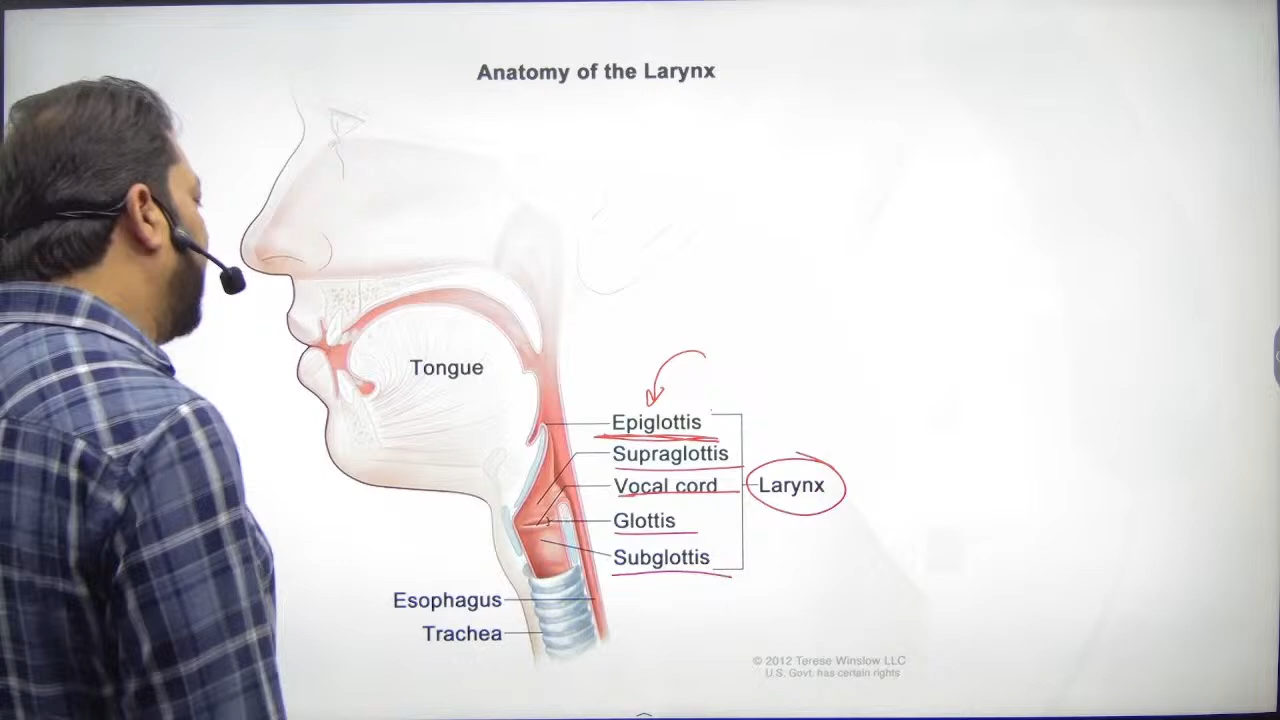 Anatomy of the Larynx
Tongue
Epiglottis
Supraglottis
Vocal cord
Larynx
Glottis
Subglottis
Esophagus
Trachea
© 2012 Terese Winslow LLC
U.S. Govt. has certain rights